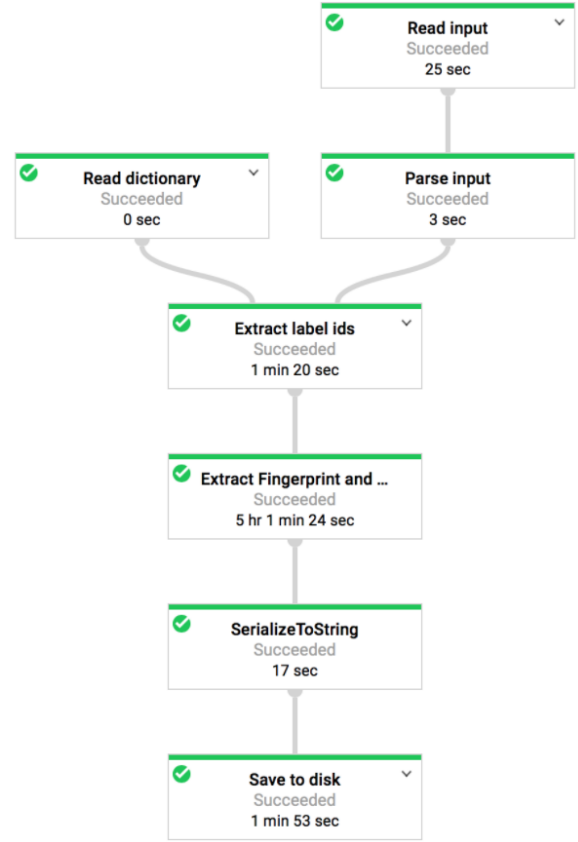 Read input
Succeeded
25 sec
Read dictionary
Succeeded
0 sec
Parse input
Succeeded
3 sec
Extract label ids
Succeeded
1 min 20 sec
Extract Fingerprint and ...
Succeeded
5 hr 1 min 24 sec
SerializeToString
Succeeded
17 sec
Save to disk
Succeeded
1 min 53 sec